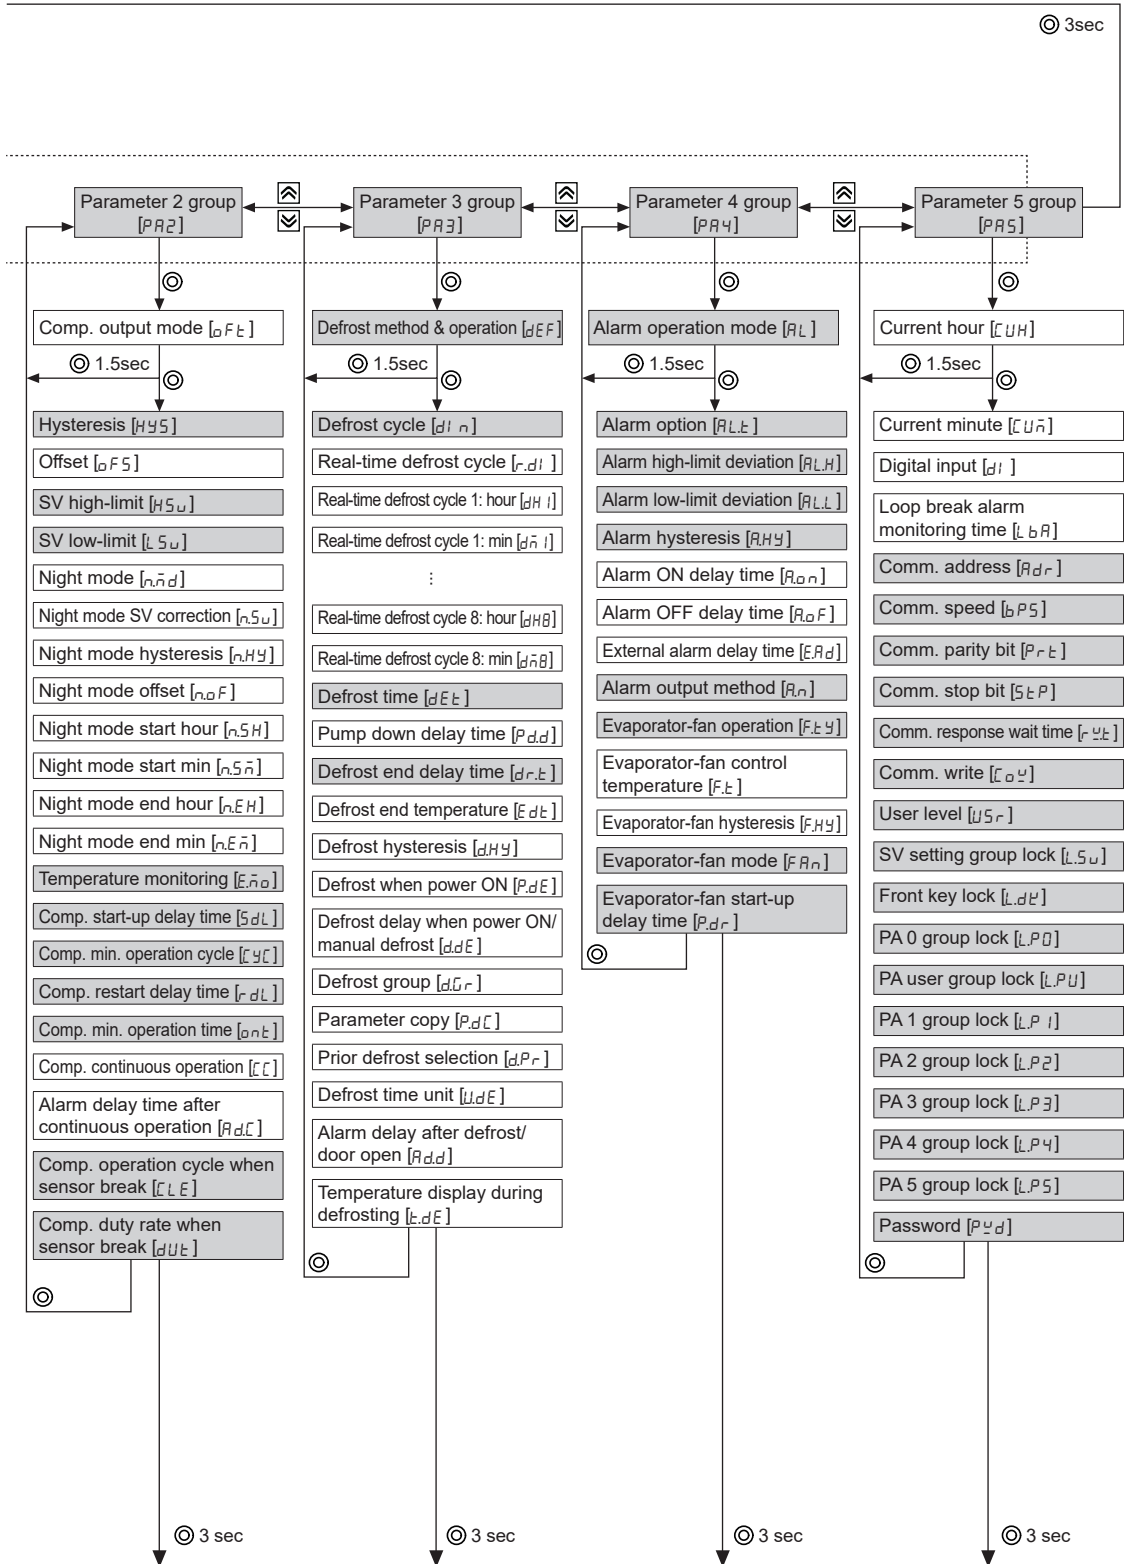 ◎ 3sec
Parameter 2 group
[PA2]
Parameter 3 group
[PA3]
Parameter 4 group
[PA4]
Parameter 5 group
[PA5]
◎
◎
◎
◎
Comp. output mode [oFt]
◎ 1.5sec
◎
Hysteresis [HYS]
Offset [oFS]
SV high-limit [HSv]
SV low-limit [LSv]
Night mode [n.md]
Night mode SV correction [n.Sv]
Night mode hysteresis [n.HY]
Night mode offset [n.oF]
Night mode start hour [n.SH]
Night mode start min [n.Sm]
Night mode end hour [n.EH]
Night mode end min [n.Em]
Temperature monitoring [E.mo]
Comp. start-up delay time [SdL]
Comp. min. operation cycle [CYC]
Comp. restart delay time [rdL]
Comp. min. operation time [ont]
Comp. continuous operation [CC]
Alarm delay time after
continuous operation [Ad.C]
Comp. operation cycle when
sensor break [CLE]
Comp. duty rate when
sensor break [dUt]
◎
◎ 3 sec
Defrost method & operation [dEF]
◎ 1.5sec
◎
Defrost cycle [dIn]
Real-time defrost cycle [r.dI]
Real-time defrost cycle 1: hour [dH1]
Real-time defrost cycle 1: min [dm1]
⋮
Real-time defrost cycle 8: hour [dH8]
Real-time defrost cycle 8: min [dm8]
Defrost time [dEt]
Pump down delay time [Pd.d]
Defrost end delay time [dr.t]
Defrost end temperature [Edt]
Defrost hysteresis [d.HY]
Defrost when power ON [P.dE]
Defrost delay when power ON/
manual defrost [d.dE]
Defrost group [d.Gr]
Parameter copy [P.dC]
Prior defrost selection [d.Pr]
Defrost time unit [U.dE]
Alarm delay after defrost/
door open [Ad.d]
Temperature display during
defrosting [t.dE]
◎
◎ 3 sec
Alarm operation mode [AL]
◎ 1.5sec
◎
Alarm option [AL.t]
Alarm high-limit deviation [AL.H]
Alarm low-limit deviation [AL.L]
Alarm hysteresis [A.HY]
Alarm ON delay time [A.on]
Alarm OFF delay time [A.oF]
External alarm delay time [E.Ad]
Alarm output method [A.n]
Evaporator-fan operation [F.tY]
Evaporator-fan control
temperature [F.t]
Evaporator-fan hysteresis [F.HY]
Evaporator-fan mode [FAn]
Evaporator-fan start-up
delay time [P.dr]
◎
◎ 3 sec
Current hour [CUH]
◎ 1.5sec
◎
Current minute [CUm]
Digital input [dI]
Loop break alarm
monitoring time [LbA]
Comm. address [Adr]
Comm. speed [bPS]
Comm. parity bit [Prt]
Comm. stop bit [StP]
Comm. response wait time [rW.t]
Comm. write [CoW]
User level [USr]
SV setting group lock [L.Sv]
Front key lock [L.dK]
PA 0 group lock [L.P0]
PA user group lock [L.PU]
PA 1 group lock [L.P1]
PA 2 group lock [L.P2]
PA 3 group lock [L.P3]
PA 4 group lock [L.P4]
PA 5 group lock [L.P5]
Password [PWd]
◎
◎ 3 sec